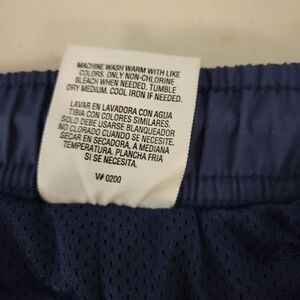 MACHINE WASH WARM WITH LIKE
COLORS. ONLY NON-CHLORINE
BLEACH WHEN NEEDED. TUMBLE
DRY MEDIUM. COOL IRON IF NEEDED.
LAVAR EN LAVADORA CON AGUA
TIBIA CON COLORES SIMILARES.
SOLO DEBE USARSE BLANQUEADOR
NO CLORADO CUANDO SE NECESITE.
SECAR EN SECADORA, A MEDIA
TEMPERATURA. PLANCHA FRIA
SI SE NECESITA.
V# 0200